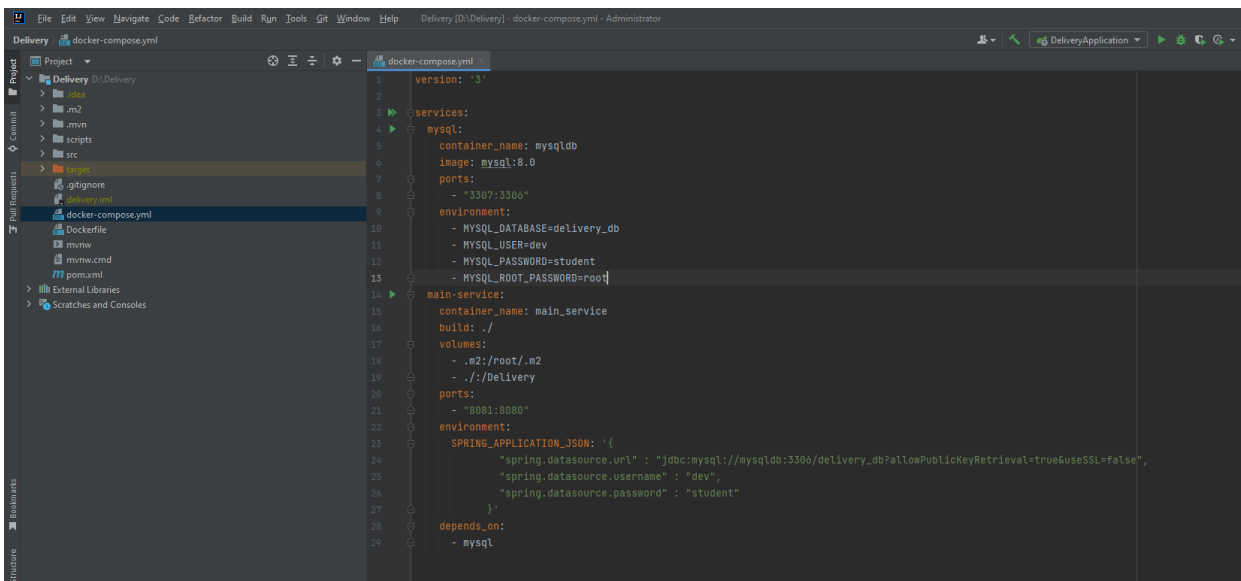 File Edit View Navigate Code Refactor Build Run Tools Git Window Help Delivery [D:\Delivery] - docker-compose.yml - Administrator
Delivery docker-compose.yml DeliveryApplication
Project docker-compose.yml
Delivery D:\Delivery
.idea
.m2
.mvn
scripts
src
target
.gitignore
delivery.iml
docker-compose.yml
Dockerfile
mvnw
mvnw.cmd
pom.xml
External Libraries
Scratches and Consoles
Project
Commit
Pull Requests
Bookmarks
Structure
1 version: '3'
2
3 services:
4 mysql:
5 container_name: mysqldb
6 image: mysql:8.0
7 ports:
8 - "3307:3306"
9 environment:
10 - MYSQL_DATABASE=delivery_db
11 - MYSQL_USER=dev
12 - MYSQL_PASSWORD=student
13 - MYSQL_ROOT_PASSWORD=root
14 main-service:
15 container_name: main_service
16 build: ./
17 volumes:
18 - .m2:/root/.m2
19 - ./:/Delivery
20 ports:
21 - "8081:8080"
22 environment:
23 SPRING_APPLICATION_JSON: '{
24 "spring.datasource.url" : "jdbc:mysql://mysqldb:3306/delivery_db?allowPublicKeyRetrieval=true&useSSL=false",
25 "spring.datasource.username" : "dev",
26 "spring.datasource.password" : "student"
27 }'
28 depends_on:
29 - mysql